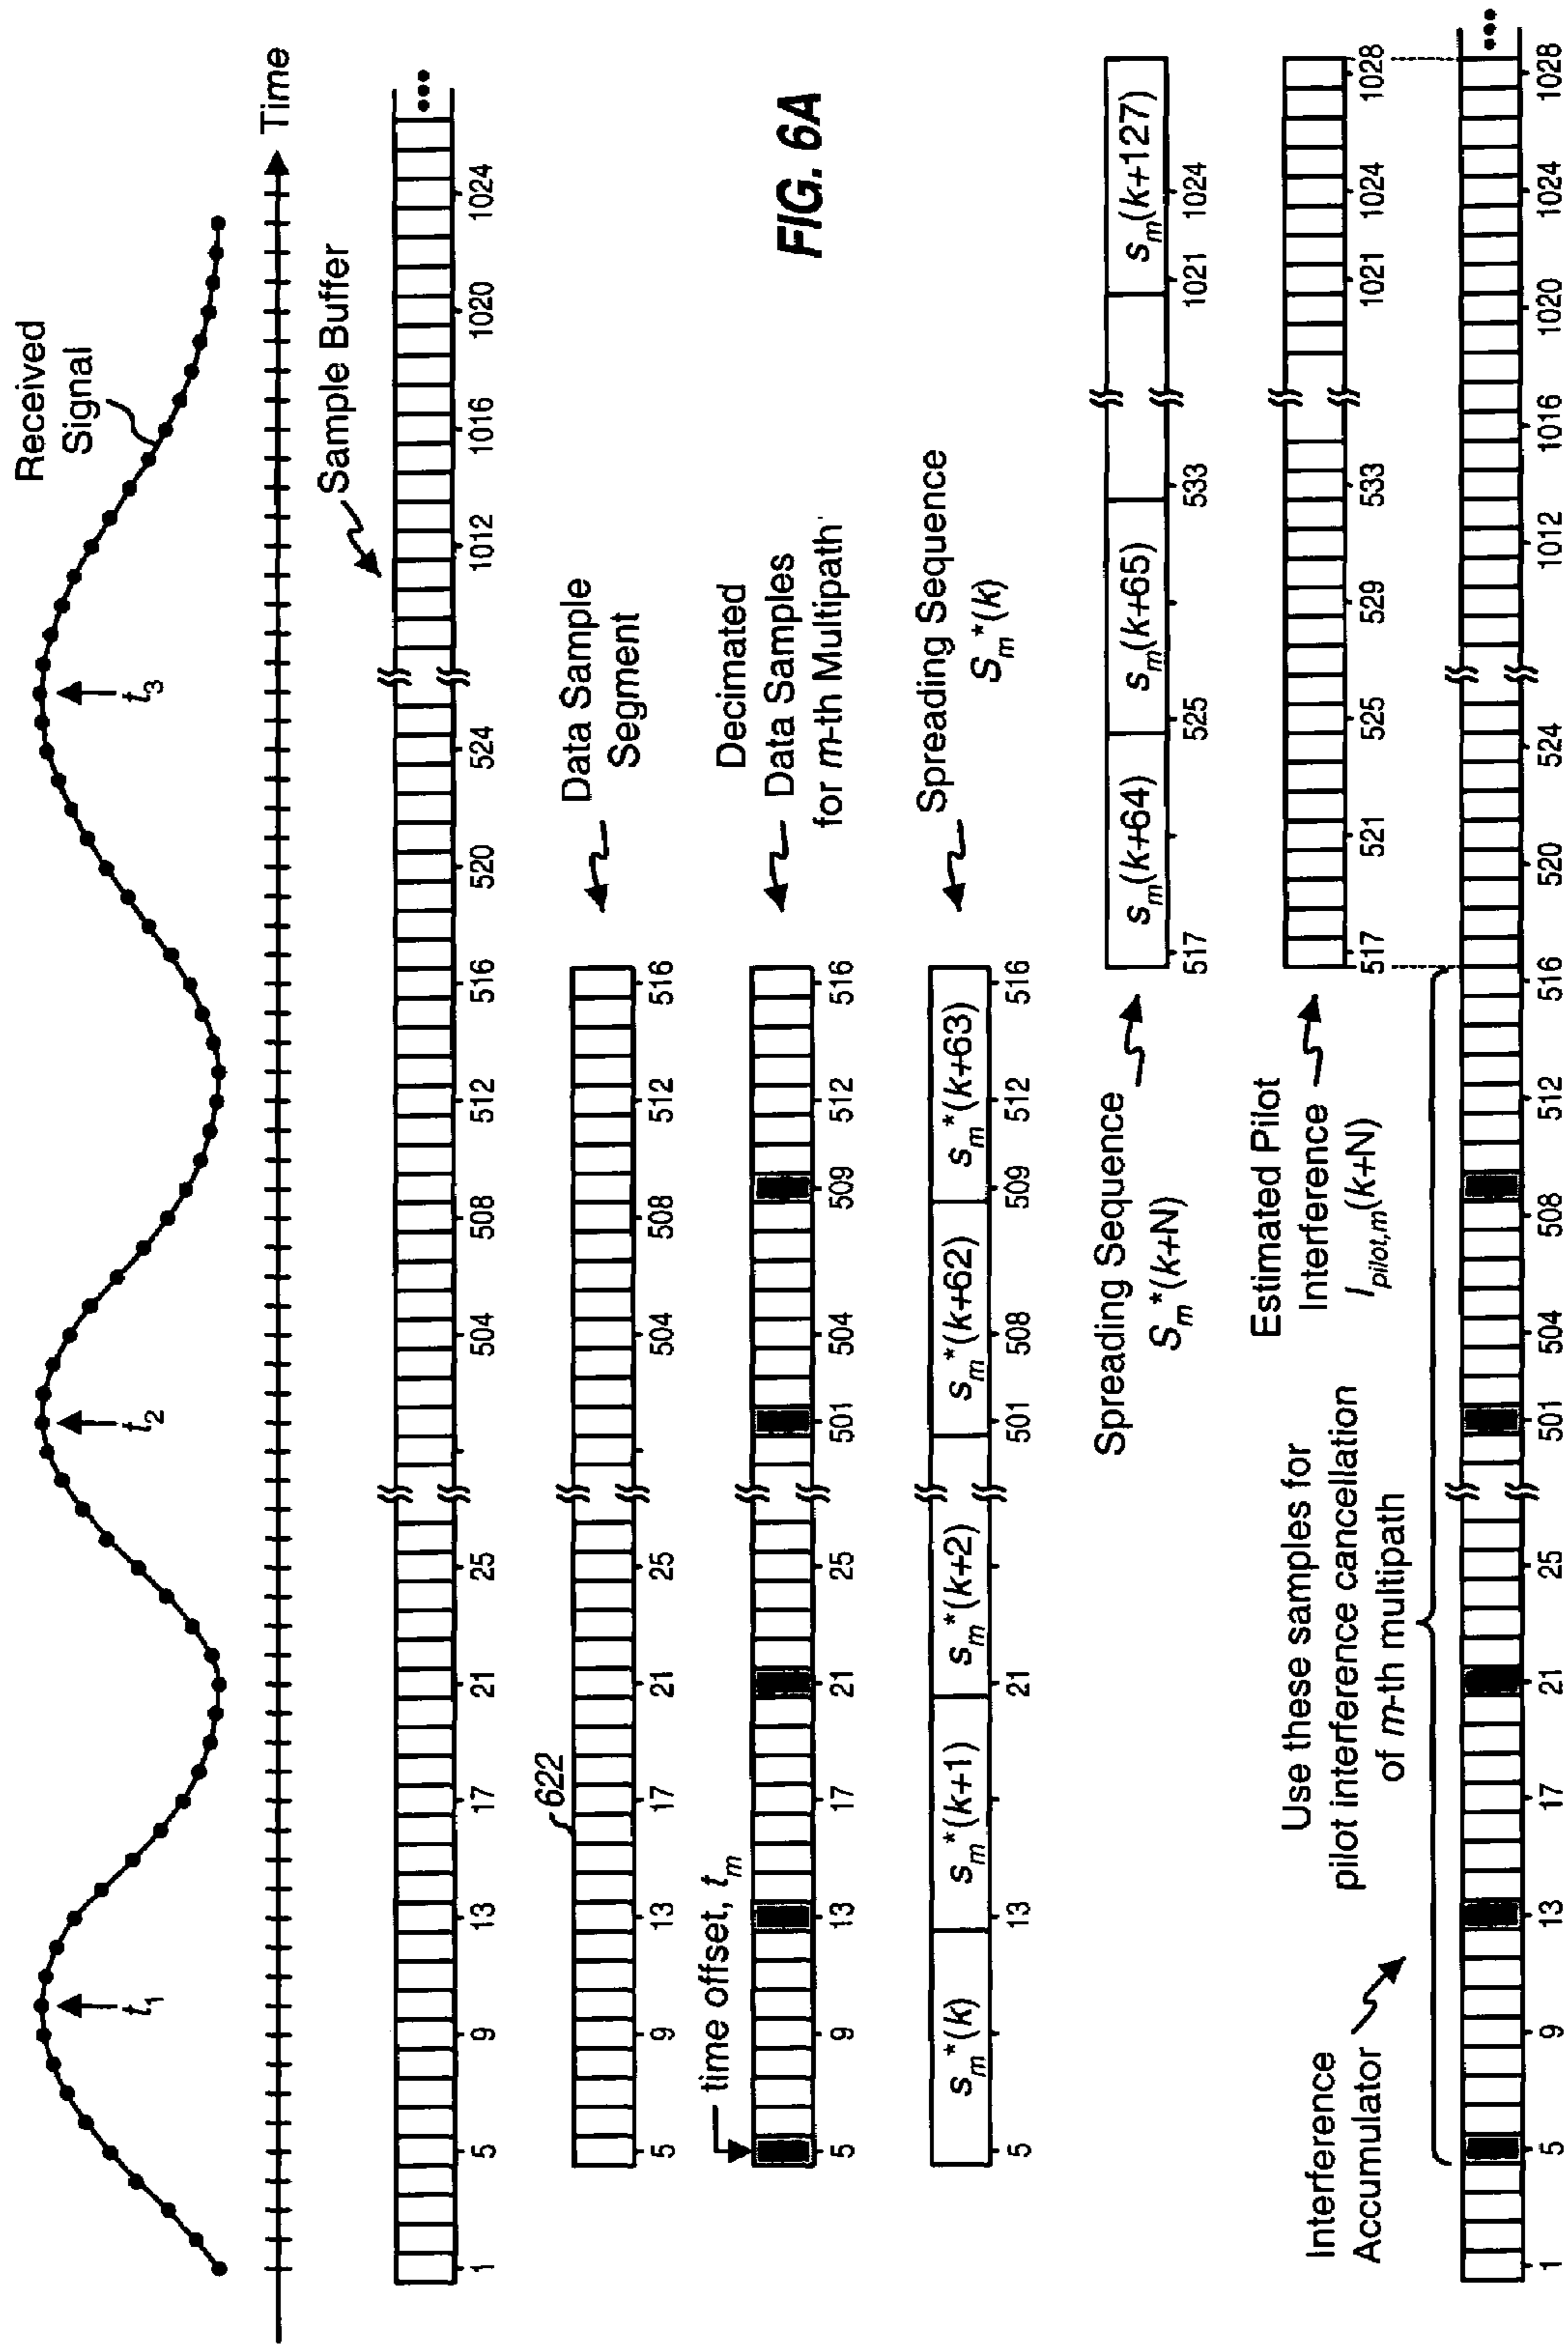 Received
Signal
t1
t2
t3
Time
Sample Buffer
1 5 9 13 17 21 25 504 508 512 516 520 524 1012 1016 1020 1024
622
Data Sample
Segment
5 9 13 17 21 25 504 508 512 516
time offset, tm
Decimated
Data Samples
for m-th Multipath
5 9 13 17 21 25 501 504 509 512 516
FIG. 6A
Spreading Sequence
Sm*(k)
sm*(k) sm*(k+1) sm*(k+2) sm*(k+62) sm*(k+63)
5 13 21 501 508 509 512 516
Spreading Sequence
Sm*(k+N)
sm(k+64) sm(k+65) sm(k+127)
517 525 533 1021 1024
Estimated Pilot
Interference
Ipilot,m(k+N)
517 521 525 529 533 1021 1024 1028
Use these samples for
pilot interference cancellation
of m-th multipath
Interference
Accumulator
1 5 9 13 17 21 25 501 504 508 512 516 520 524 1012 1016 1020 1024 1028